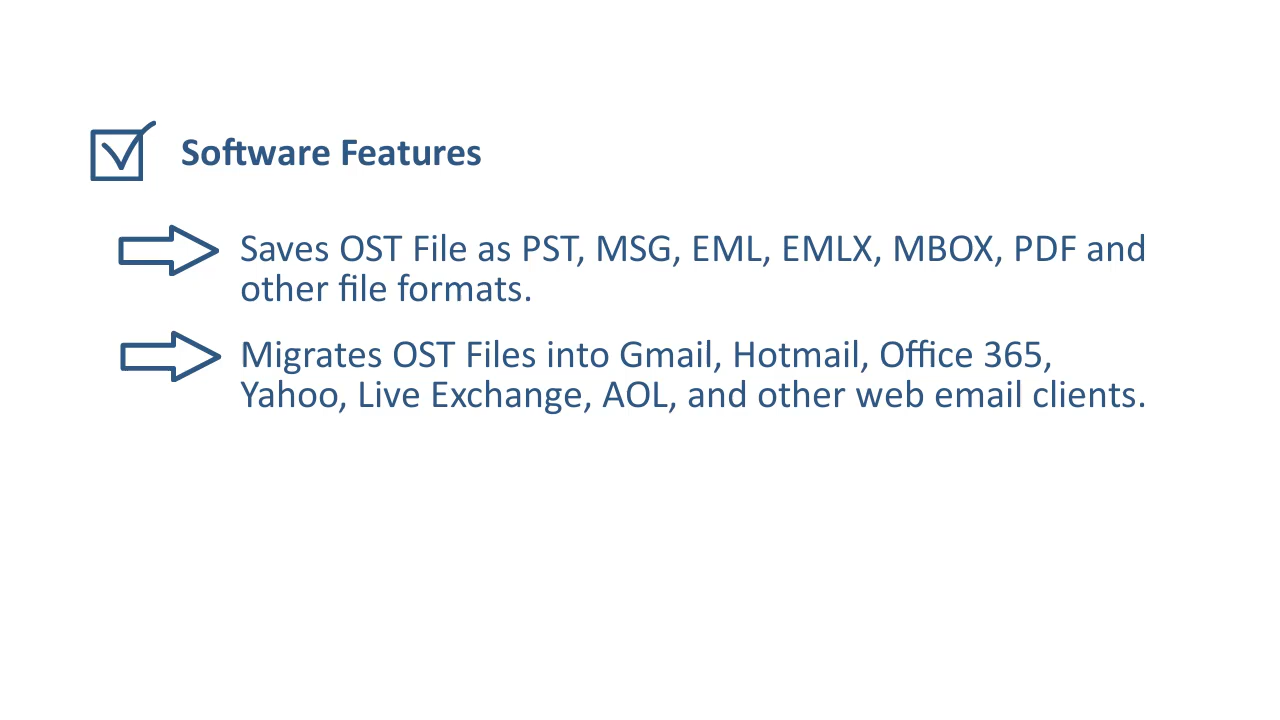 Software Features
Saves OST File as PST, MSG, EML, EMLX, MBOX, PDF and
other file formats.
Migrates OST Files into Gmail, Hotmail, Office 365,
Yahoo, Live Exchange, AOL, and other web email clients.